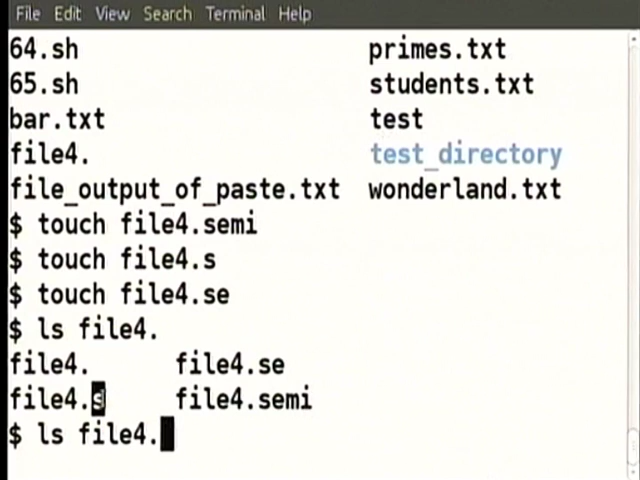 File Edit View Search Terminal Help
64.sh primes.txt
65.sh students.txt
bar.txt test
file4. test_directory
file_output_of_paste.txt wonderland.txt
$ touch file4.semi
$ touch file4.s
$ touch file4.se
$ ls file4.
file4. file4.se
file4.s file4.semi
$ ls file4.